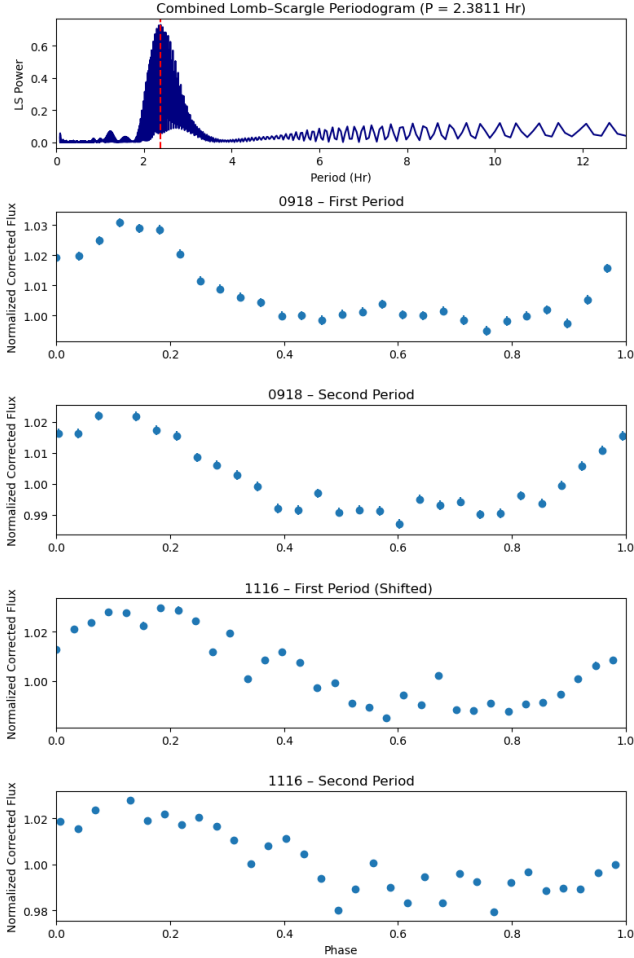 Combined Lomb–Scargle Periodogram (P = 2.3811 Hr)
LS Power
0.6
0.4
0.2
0.0
0 2 4 6 8 10 12
Period (Hr)
0918 – First Period
Normalized Corrected Flux
1.03
1.02
1.01
1.00
0.0 0.2 0.4 0.6 0.8 1.0
0918 – Second Period
Normalized Corrected Flux
1.02
1.01
1.00
0.99
0.0 0.2 0.4 0.6 0.8 1.0
1116 – First Period (Shifted)
Normalized Corrected Flux
1.02
1.00
0.0 0.2 0.4 0.6 0.8 1.0
1116 – Second Period
Normalized Corrected Flux
1.02
1.00
0.98
0.0 0.2 0.4 0.6 0.8 1.0
Phase